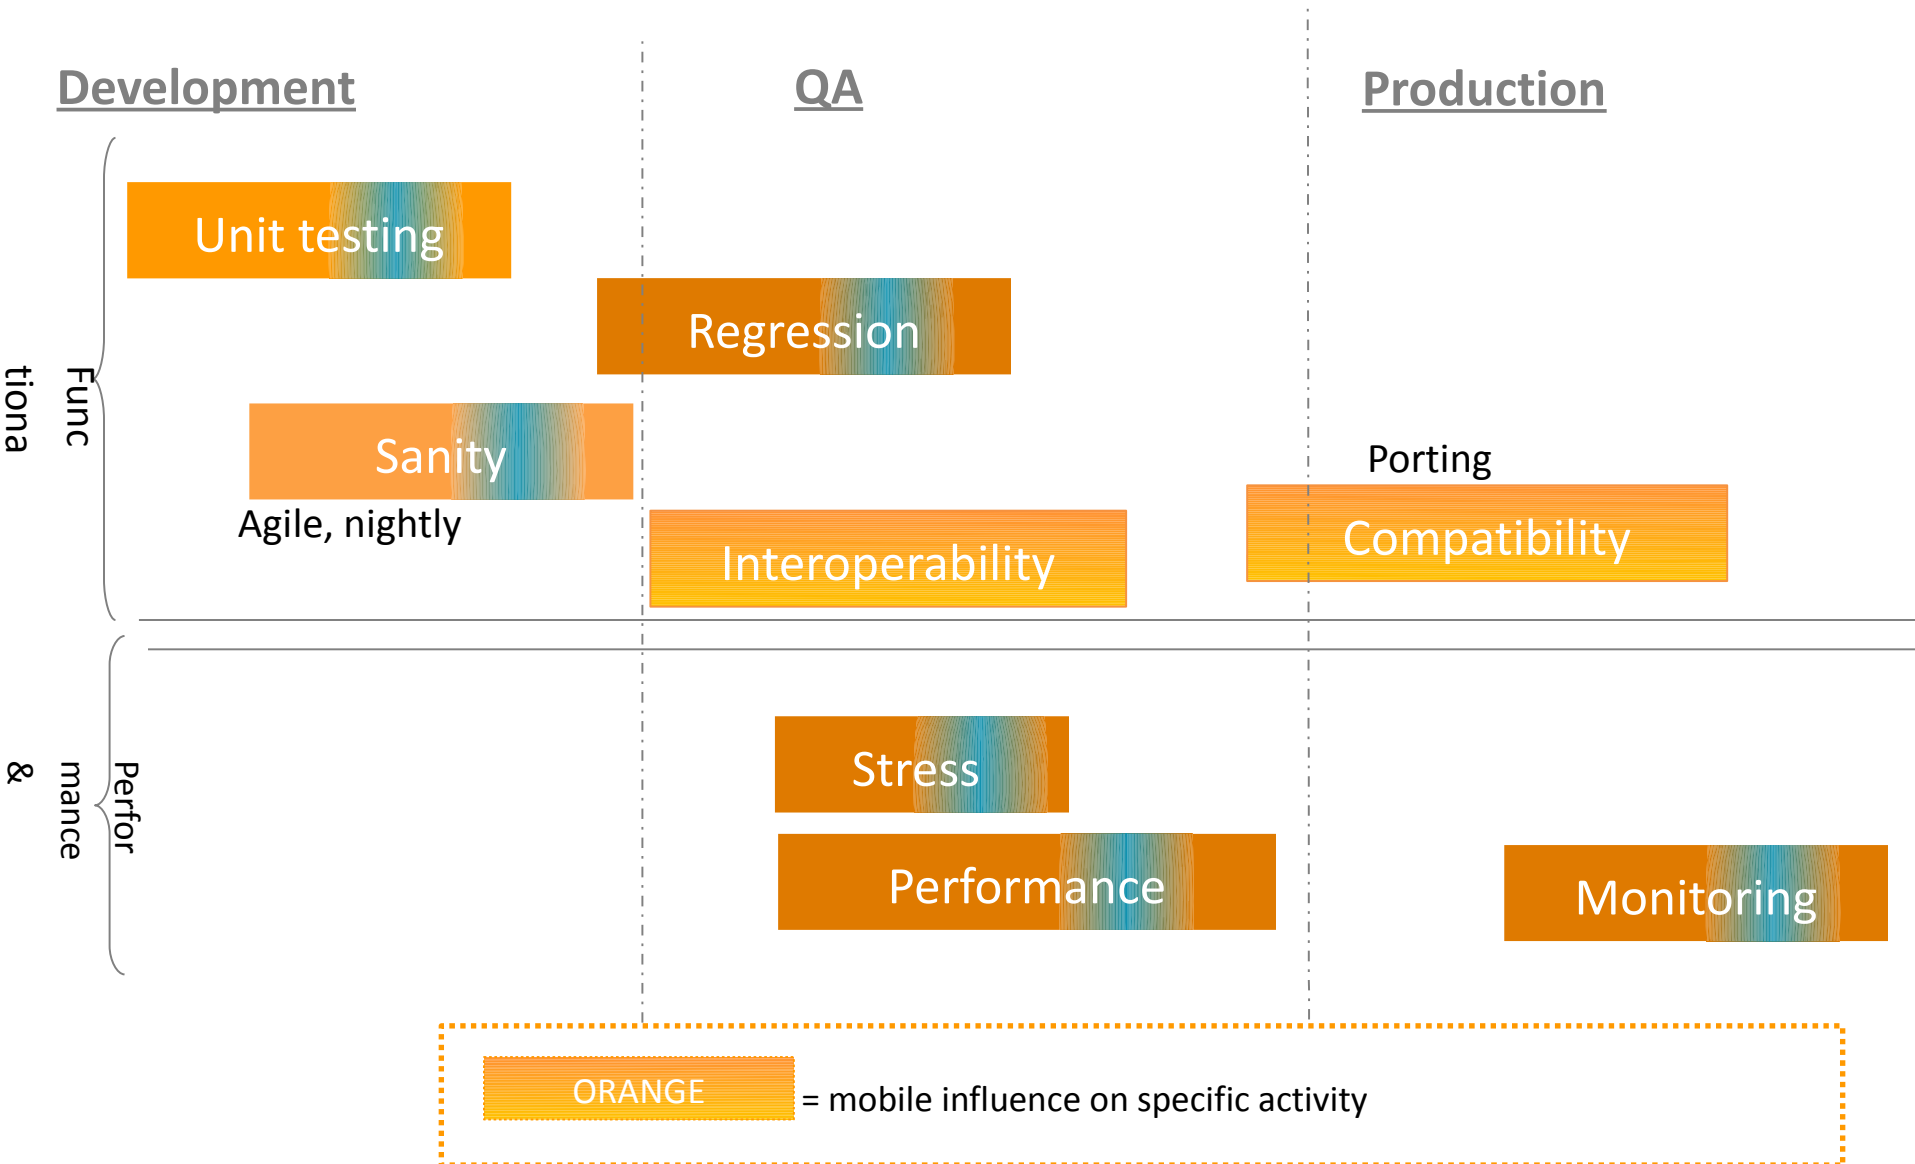 Development
QA
Production
Unit testing
Regression
Func
tiona
Sanity
Agile, nightly
Porting
Compatibility
Interoperability
Perfor
mance
&
Stress
Performance
Monitoring
ORANGE
= mobile influence on specific activity